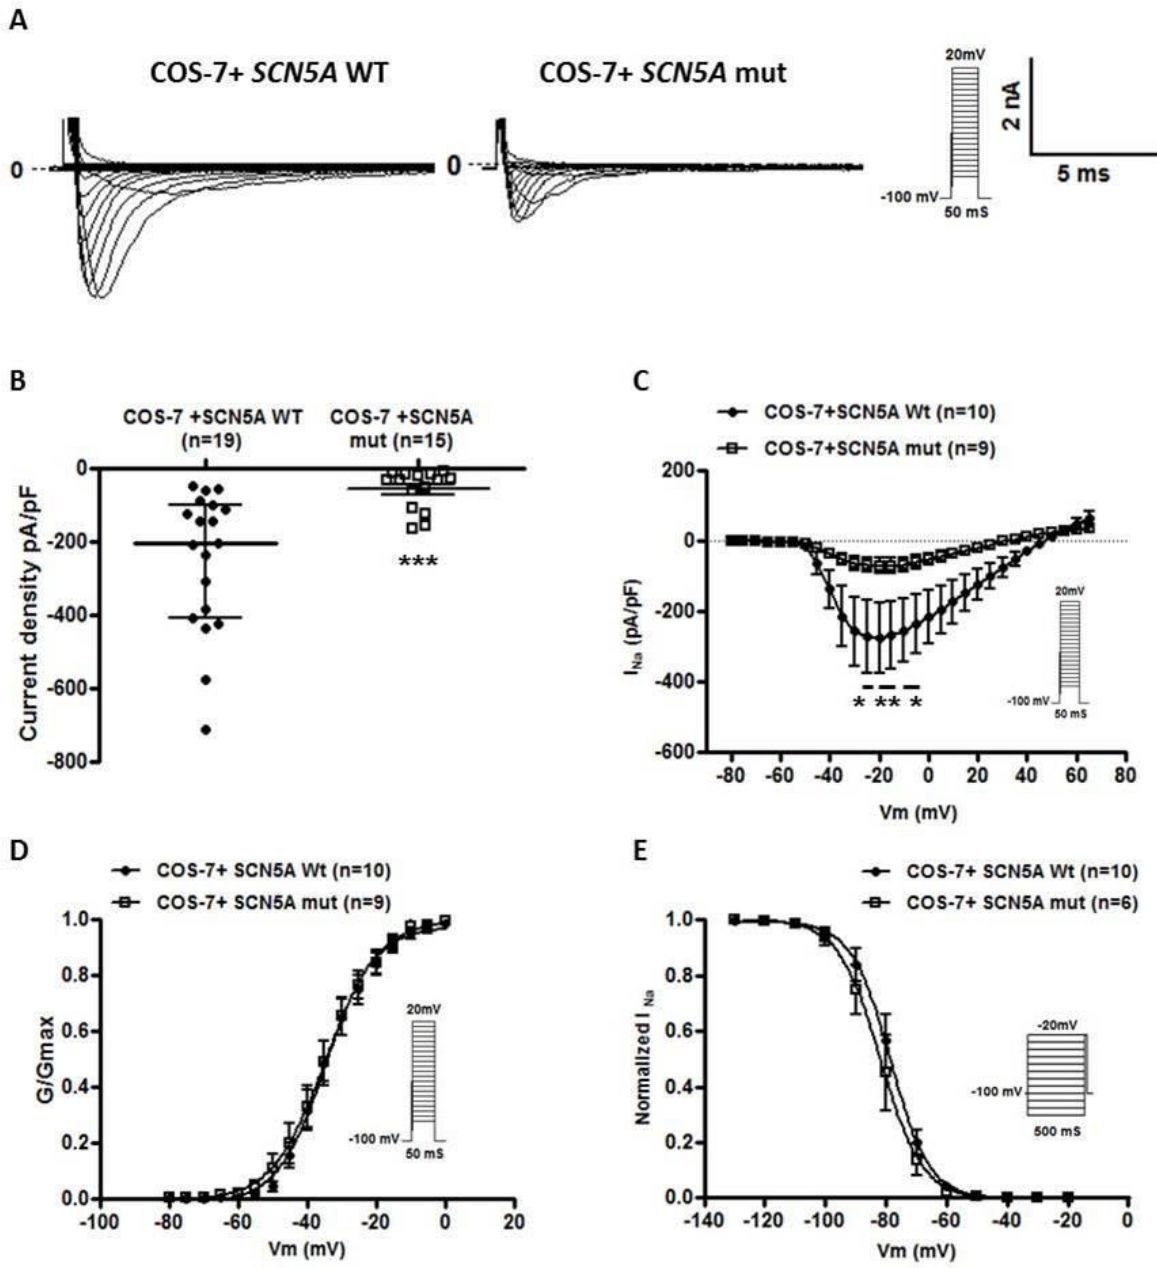 A
COS-7+ SCN5A WT
COS-7+ SCN5A mut
20mV
2 nA
5 ms
-100 mV
50 mS
0
0
B
COS-7 +SCN5A WT
(n=19)
COS-7 +SCN5A
mut (n=15)
0
-200
-400
-600
-800
Current density pA/pF
***
C
COS-7+SCN5A Wt (n=10)
COS-7+SCN5A mut (n=9)
200
0
-200
-400
-600
I Na (pA/pF)
* ** *
20mV
-100 mV
50 mS
-80 -60 -40 -20 0 20 40 60 80
Vm (mV)
D
COS-7+ SCN5A Wt (n=10)
COS-7+ SCN5A mut (n=9)
1.0
0.8
0.6
0.4
0.2
0.0
G/Gmax
20mV
-100 mV
50 mS
-100 -80 -60 -40 -20 0 20
Vm (mV)
E
COS-7+ SCN5A Wt (n=10)
COS-7+ SCN5A mut (n=6)
1.0
0.8
0.6
0.4
0.2
0.0
Normalized I Na
-20mV
-100 mV
500 mS
-140 -120 -100 -80 -60 -40 -20 0
Vm (mV)